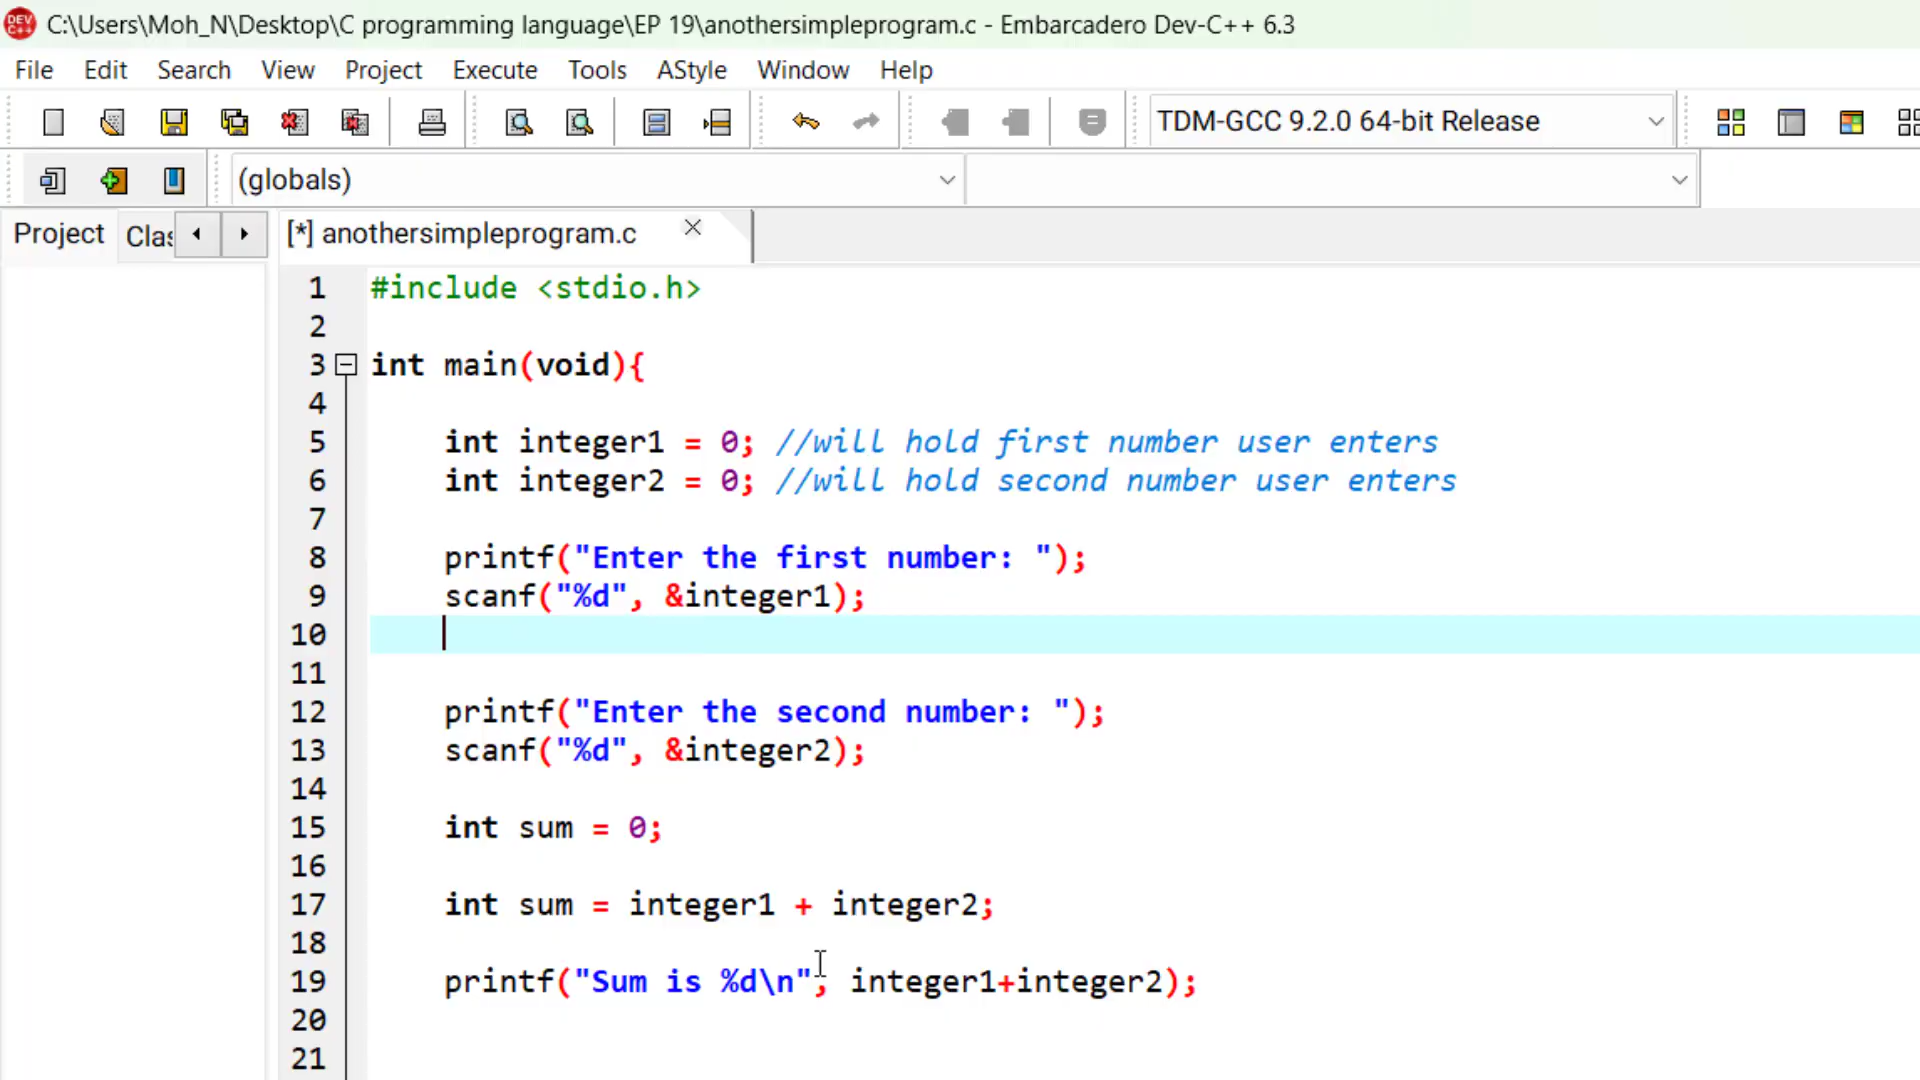 C:\Users\Moh_N\Desktop\C programming language\EP 19\anothersimpleprogram.c - Embarcadero Dev-C++ 6.3
File Edit Search View Project Execute Tools AStyle Window Help
TDM-GCC 9.2.0 64-bit Release
(globals)
Project Clas [*] anothersimpleprogram.c
1 #include <stdio.h>
2
3 int main(void){
4
5 int integer1 = 0; //will hold first number user enters
6 int integer2 = 0; //will hold second number user enters
7
8 printf("Enter the first number: ");
9 scanf("%d", &integer1);
10
11
12 printf("Enter the second number: ");
13 scanf("%d", &integer2);
14
15 int sum = 0;
16
17 int sum = integer1 + integer2;
18
19 printf("Sum is %d\n", integer1+integer2);
20
21